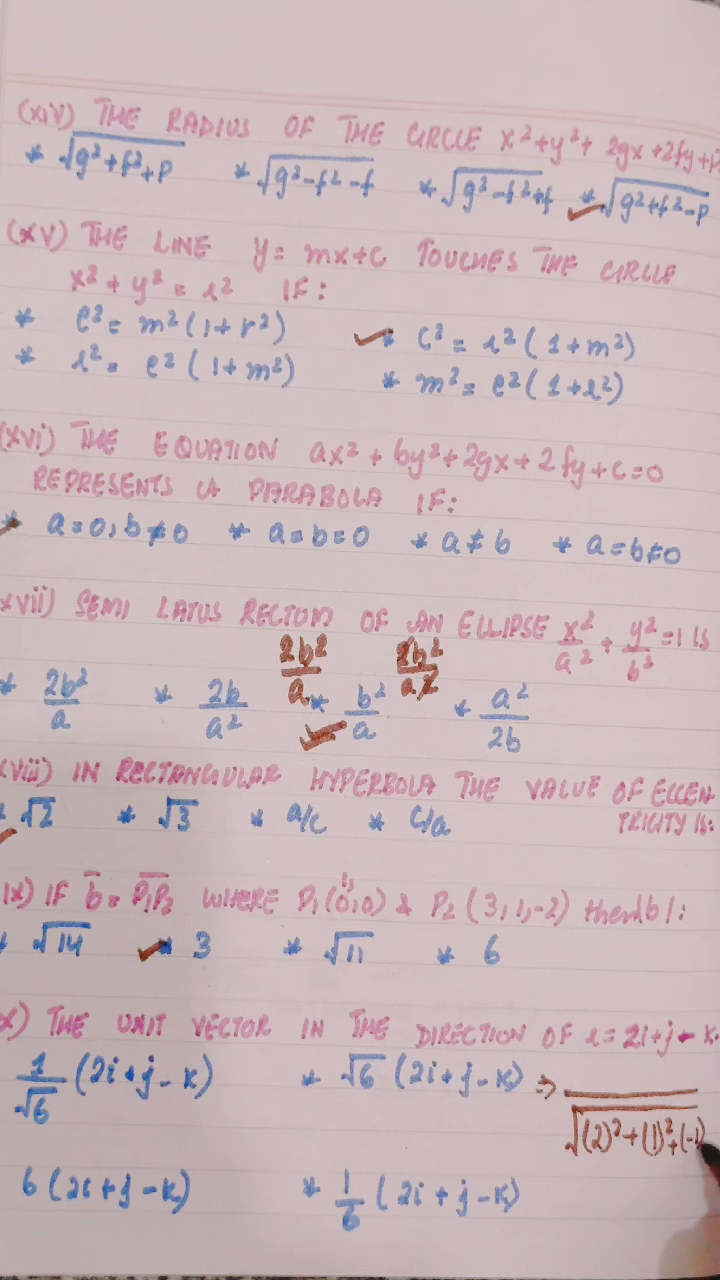 (xiv) THE RADIUS OF THE CIRCLE x²+y²+ 2gx+2fy+P
* √g²+f²+P * √g²-f²-f * √g²-f²+f * √g²+f²-P
(xv) THE LINE y= mx+c TOUCHES THE CIRCLE
x²+y²=r² IF:
* c²= m²(1+r²) * c²= r²(1+m²)
* r²= c²(1+m²) * m²= c²(1+r²)
(xvi) THE EQUATION ax²+by²+2gx+2fy+c=0
REPRESENTS A PARABOLA IF:
* a=0,b≠0 * a=b=0 * a≠b * a=b≠0
xvii) SEMI LATUS RECTUM OF AN ELLIPSE x²/a² + y²/b² =1 IS
2b²/a 2b²/a2
* 2b²/a * 2b/a² * b²/a * a²/2b
xviii) IN RECTANGULAR HYPERBOLA THE VALUE OF ECCEN
TRICITY IS:
* √2 * √3 * a/c * c/a
ix) IF b̅= P₁P₂ WHERE P₁(0,0) & P₂(3,1,-2) then |b|:
* √14 * 3 * √11 * 6
x) THE UNIT VECTOR IN THE DIRECTION OF r=2i+j-k.
1/√6 (2i+j-k) * √6 (2i+j-k) ⇒ √(2)²+(1)²+(-1)
6(2i+j-k) * 1/6 (2i+j-k)